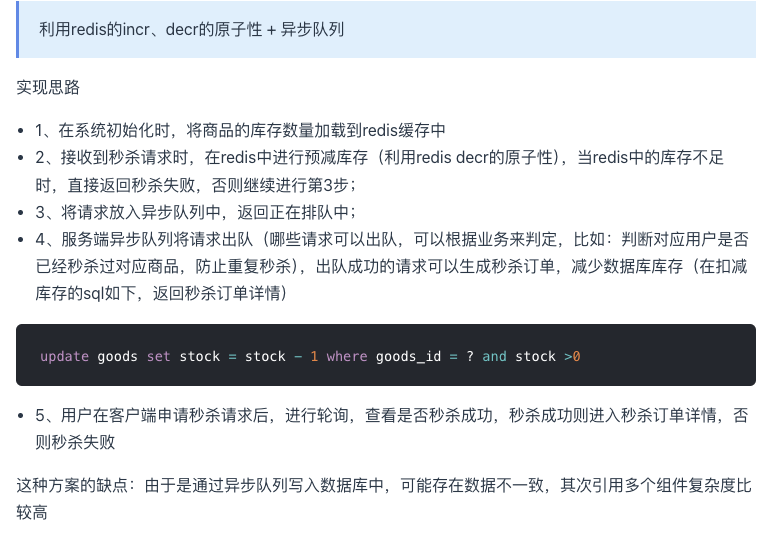 利用redis的incr、decr的原子性 + 异步队列
实现思路
• 1、在系统初始化时，将商品的库存数量加载到redis缓存中
• 2、接收到秒杀请求时，在redis中进行预减库存（利用redis decr的原子性），当redis中的库存不足
时，直接返回秒杀失败，否则继续进行第3步；
• 3、将请求放入异步队列中，返回正在排队中；
• 4、服务端异步队列将请求出队（哪些请求可以出队，可以根据业务来判定，比如：判断对应用户是否
已经秒杀过对应商品，防止重复秒杀），出队成功的请求可以生成秒杀订单，减少数据库库存（在扣减
库存的sql如下，返回秒杀订单详情）
update goods set stock = stock - 1 where goods_id = ? and stock >0
• 5、用户在客户端申请秒杀请求后，进行轮询，查看是否秒杀成功，秒杀成功则进入秒杀订单详情，否
则秒杀失败
这种方案的缺点：由于是通过异步队列写入数据库中，可能存在数据不一致，其次引用多个组件复杂度比
较高